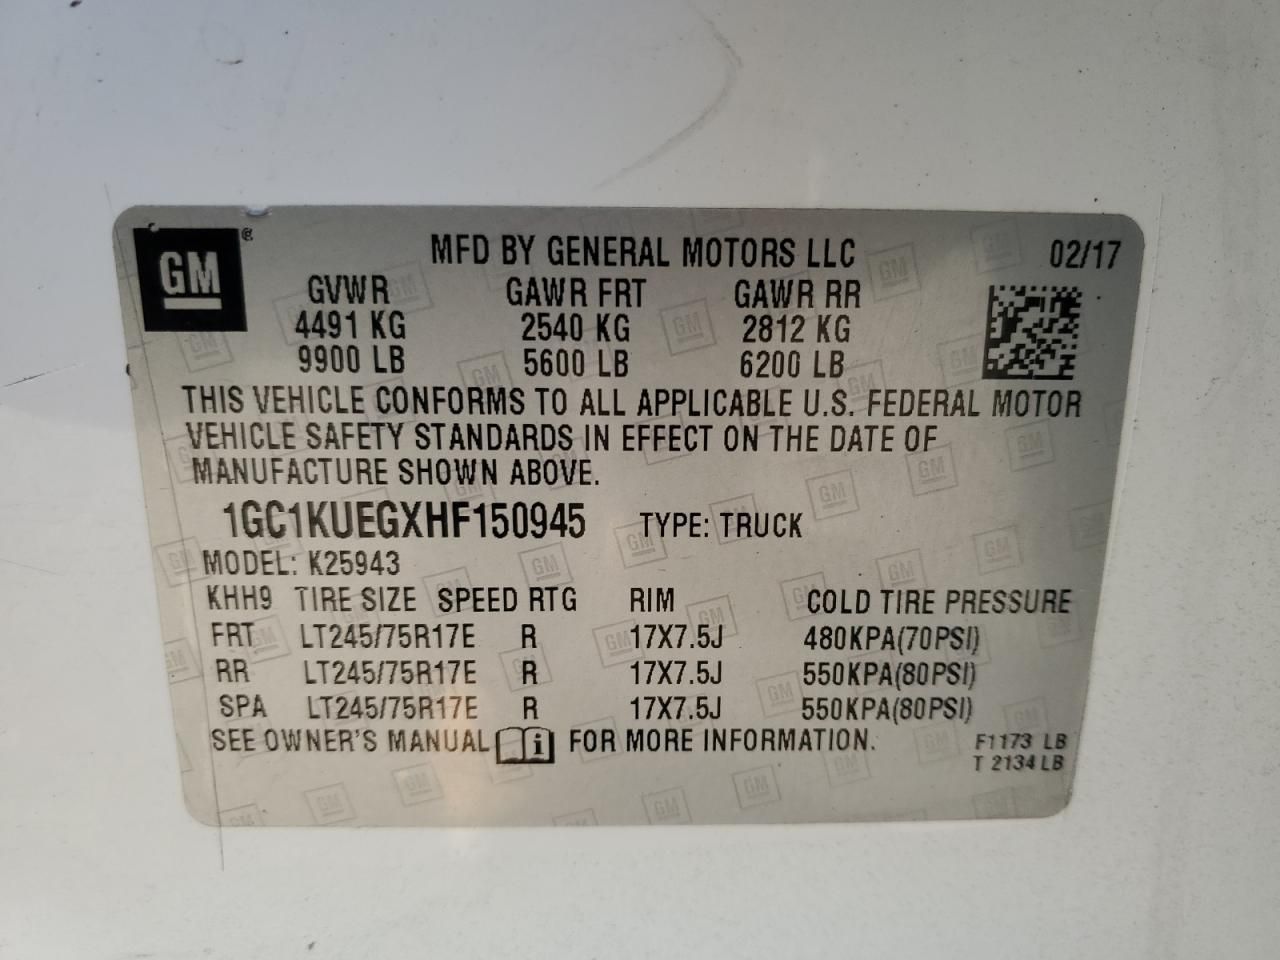 GM®
MFD BY GENERAL MOTORS LLC 02/17
GVWR GAWR FRT GAWR RR
4491 KG 2540 KG 2812 KG
9900 LB 5600 LB 6200 LB
THIS VEHICLE CONFORMS TO ALL APPLICABLE U.S. FEDERAL MOTOR
VEHICLE SAFETY STANDARDS IN EFFECT ON THE DATE OF
MANUFACTURE SHOWN ABOVE.
1GC1KUEGXHF150945 TYPE: TRUCK
MODEL: K25943
KHH9 TIRE SIZE SPEED RTG RIM COLD TIRE PRESSURE
FRT LT245/75R17E R 17X7.5J 480KPA(70PSI)
RR LT245/75R17E R 17X7.5J 550KPA(80PSI)
SPA LT245/75R17E R 17X7.5J 550KPA(80PSI)
SEE OWNER'S MANUAL i FOR MORE INFORMATION.
F1173 LB
T 2134 LB